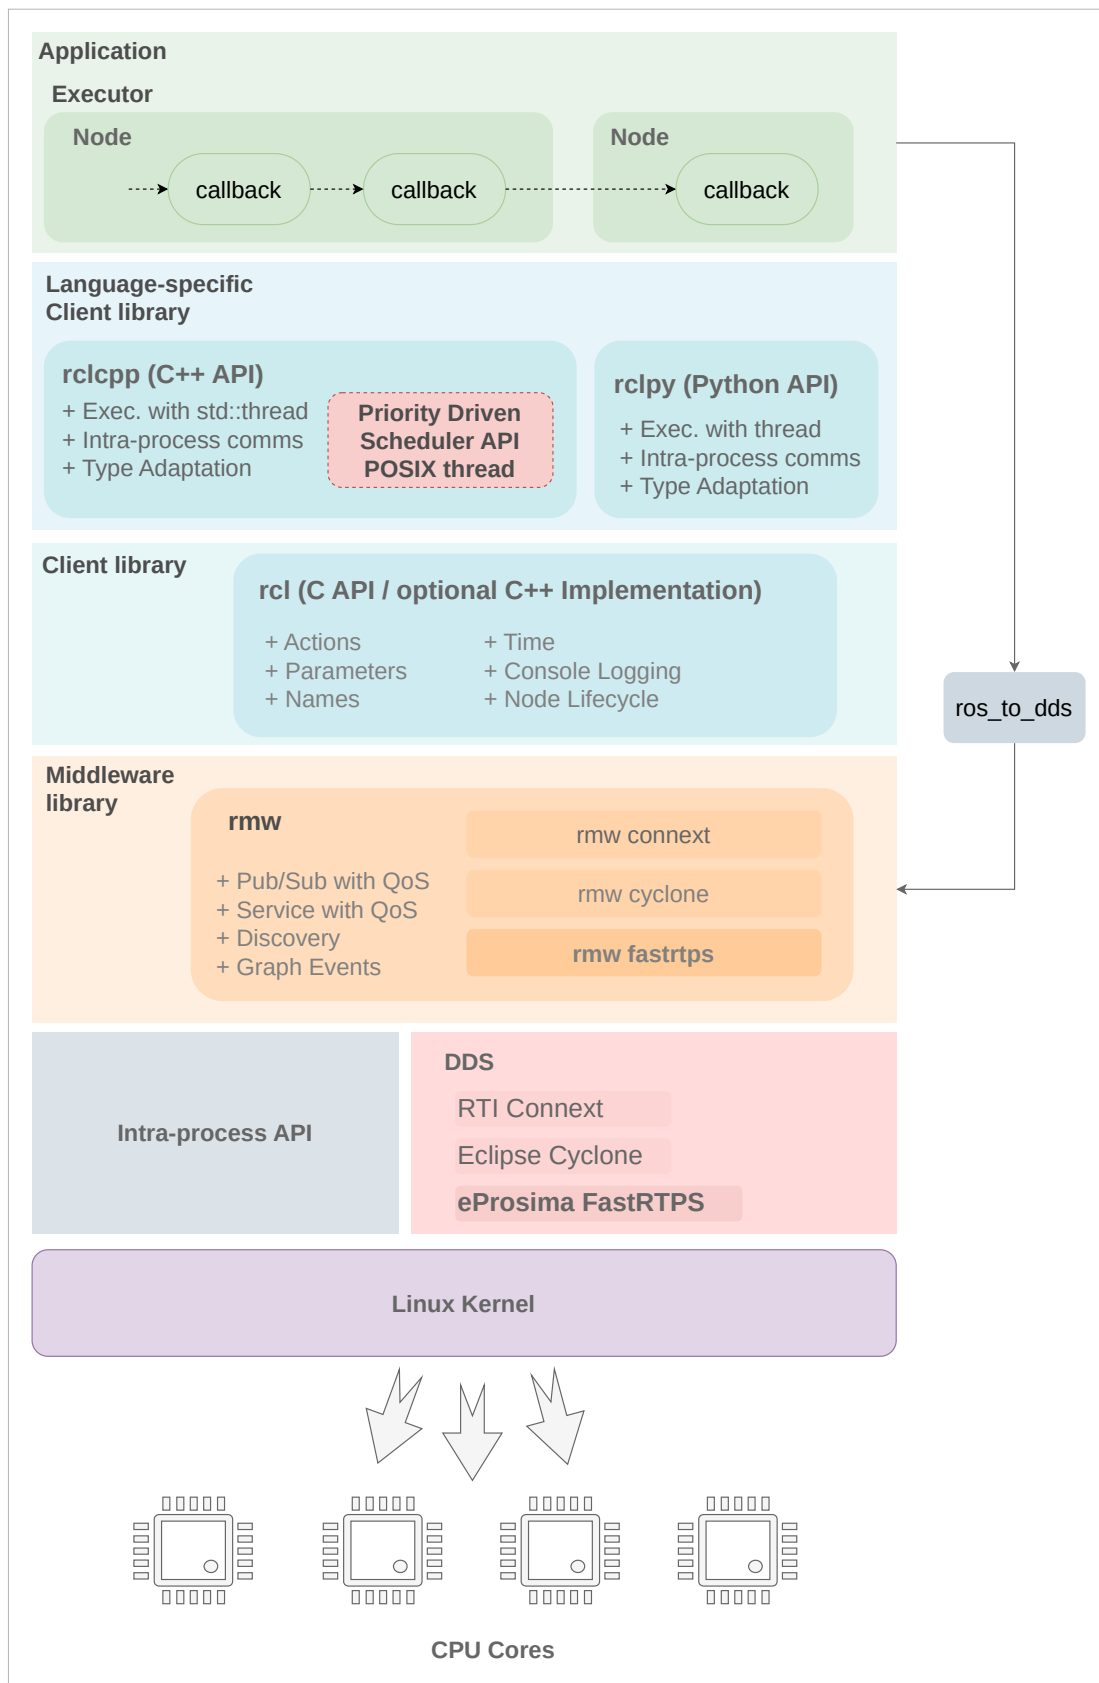 Application
Executor
Node
Node
callback
callback
callback
Language-specific
Client library
rclcpp (C++ API)
+ Exec. with std::thread
+ Intra-process comms
+ Type Adaptation
Priority Driven
Scheduler API
POSIX thread
rclpy (Python API)
+ Exec. with thread
+ Intra-process comms
+ Type Adaptation
Client library
rcl (C API / optional C++ Implementation)
+ Actions
+ Parameters
+ Names
+ Time
+ Console Logging
+ Node Lifecycle
ros_to_dds
Middleware
library
rmw
+ Pub/Sub with QoS
+ Service with QoS
+ Discovery
+ Graph Events
rmw connext
rmw cyclone
rmw fastrtps
Intra-process API
DDS
RTI Connext
Eclipse Cyclone
eProsima FastRTPS
Linux Kernel
CPU Cores